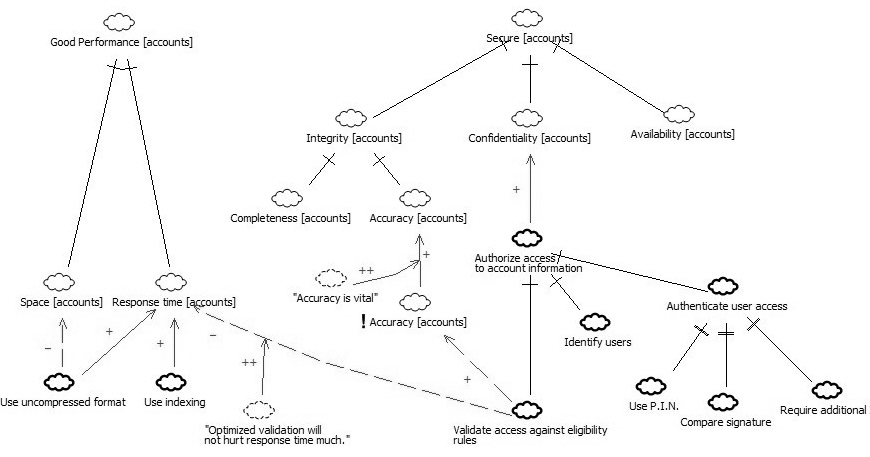 Good Performance [accounts]
Secure [accounts]
Integrity [accounts]
Confidentiality [accounts]
Availability [accounts]
+
Completeness [accounts]
Accuracy [accounts]
++
+
"Accuracy is vital"
! Accuracy [accounts]
Authorize access
to account information
Authenticate user access
Space [accounts]
Response time [accounts]
Identify users
-
+
+
-
++
+
Use uncompressed format
Use indexing
"Optimized validation will
not hurt response time much."
Validate access against eligibility
rules
Use P.I.N.
Compare signature
Require additional